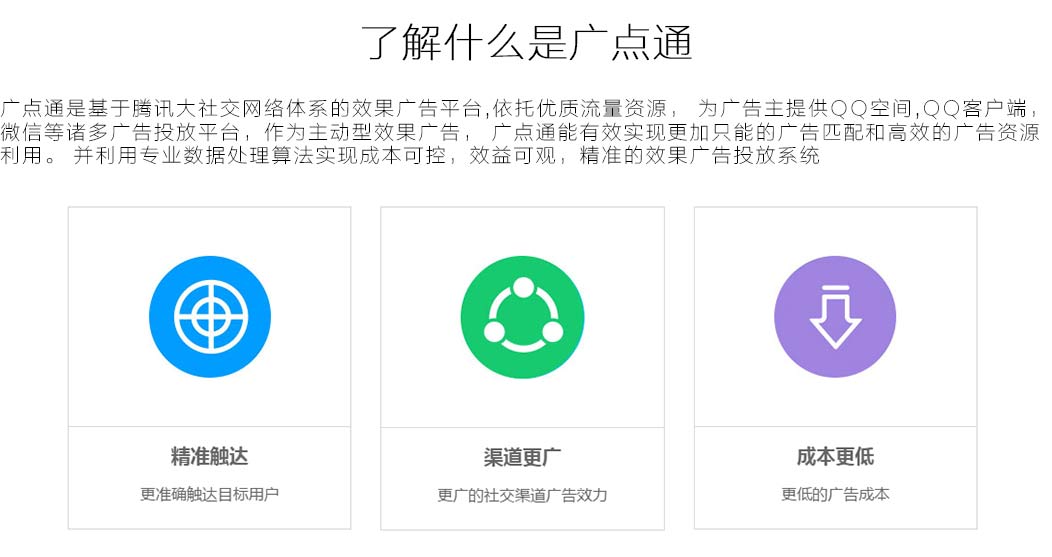 了解什么是广点通
广点通是基于腾讯大社交网络体系的效果广告平台,依托优质流量资源， 为广告主提供QQ空间,QQ客户端，
微信等诸多广告投放平台，作为主动型效果广告， 广点通能有效实现更加只能的广告匹配和高效的广告资源
利用。 并利用专业数据处理算法实现成本可控，效益可观，精准的效果广告投放系统
精准触达
更准确触达目标用户
渠道更广
更广的社交渠道广告效力
成本更低
更低的广告成本